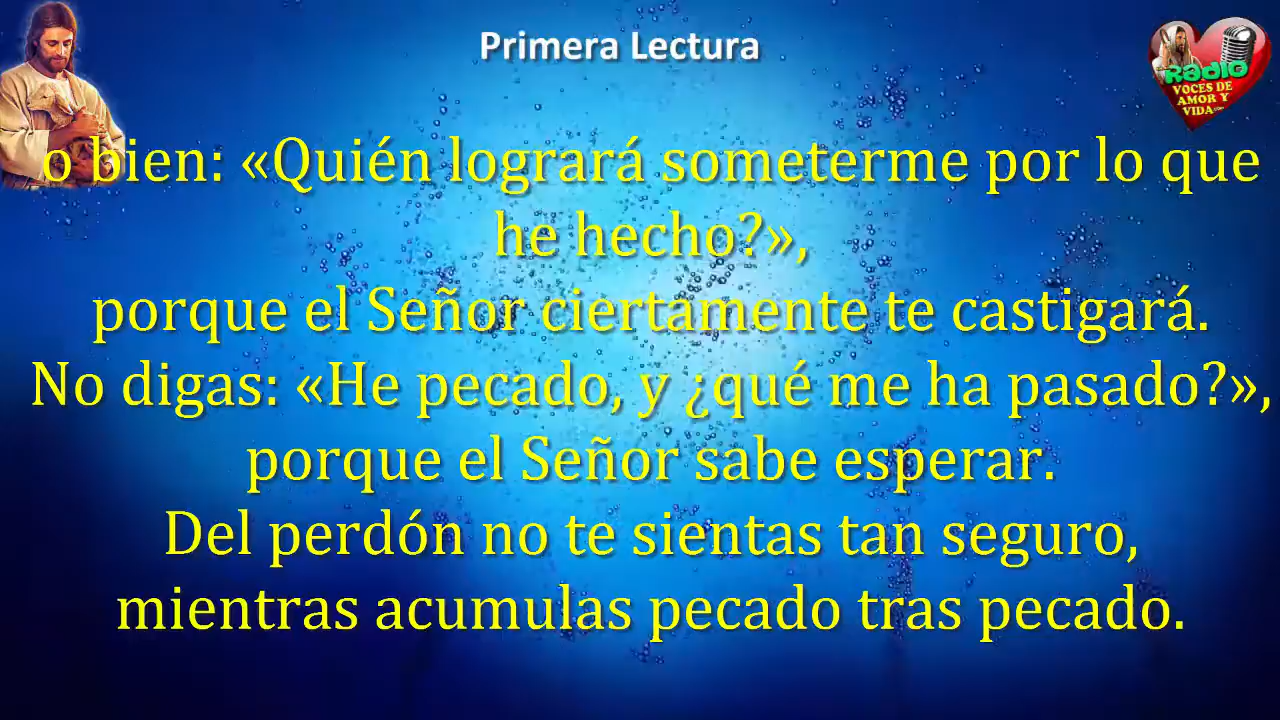 Primera Lectura
Radio
VOCES DE
AMOR Y
VIDA.com
o bien: «Quién logrará someterme por lo que
he hecho?»,
porque el Señor ciertamente te castigará.
No digas: «He pecado, y ¿qué me ha pasado?»,
porque el Señor sabe esperar.
Del perdón no te sientas tan seguro,
mientras acumulas pecado tras pecado.